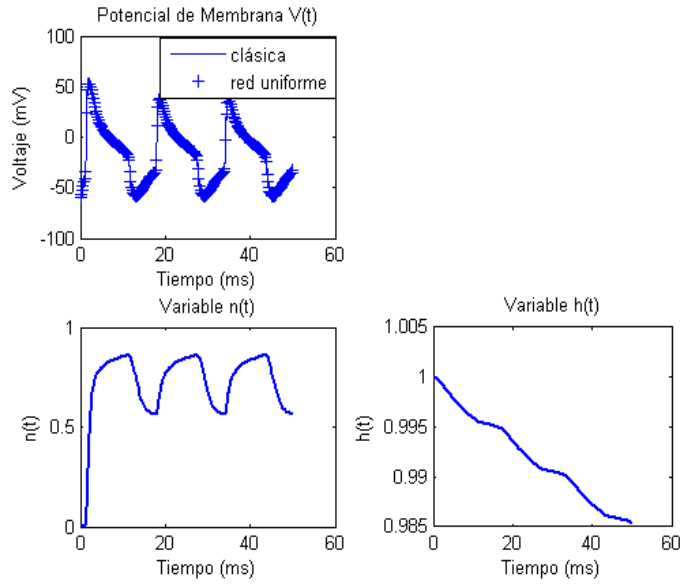 Potencial de Membrana V(t)
clásica
red uniforme
Voltaje (mV)
100
50
0
-50
-100
0
20
40
60
Tiempo (ms)
Variable n(t)
n(t)
1
0.5
0
0
20
40
60
Tiempo (ms)
Variable h(t)
h(t)
1.005
1
0.995
0.99
0.985
0
20
40
60
Tiempo (ms)